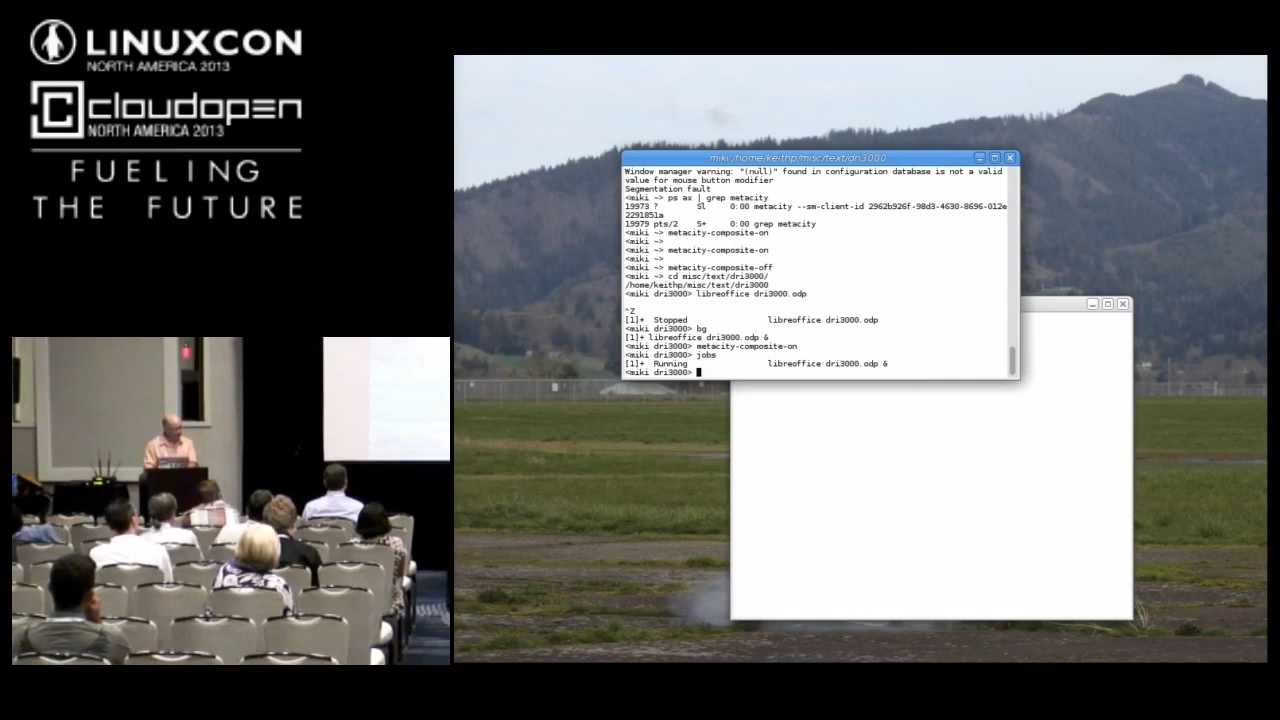 LINUXCON
NORTH AMERICA 2013
cloudopen
NORTH AMERICA 2013
FUELING
THE FUTURE
miki:/home/keithp/misc/text/dri3000
Window manager warning: "(null)" found in configuration database is not a valid
value for mouse button modifier
Segmentation fault
<miki ~> ps ax | grep metacity
19973 ?        Sl     0:00 metacity --sm-client-id 2962b926f-98d3-4630-8696-012e
2291851a
19979 pts/2    S+     0:00 grep metacity
<miki ~> metacity-composite-on
<miki ~>
<miki ~> metacity-composite-on
<miki ~>
<miki ~> metacity-composite-off
<miki ~> cd misc/text/dri3000/
/home/keithp/misc/text/dri3000
<miki dri3000> libreoffice dri3000.odp
^Z
[1]+  Stopped                 libreoffice dri3000.odp
<miki dri3000> bg
[1]+ libreoffice dri3000.odp &
<miki dri3000> metacity-composite-on
<miki dri3000> jobs
[1]+  Running                 libreoffice dri3000.odp &
<miki dri3000>